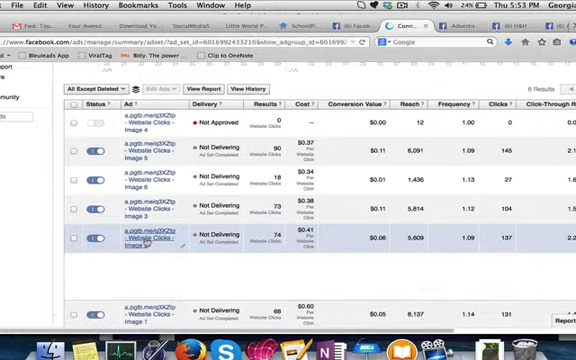 View History Bookmarks Window Help
Thu 5:53 PM Georgia
www.facebook.com/ads/manage/summary/adset/?ad_set_id=6016992433216&show_adgroup_id=601699
Google
Bleuleads App ViralTag Bitly. The power of the Clip to OneNote
All Except Deleted View Report View History
6 Results
Status Ad Delivery Results Cost Conversion Value Reach Frequency Clicks Click-Through R
a.pgtb.me/q3XZtp
- Website Clicks -
Image 4
Not Approved
0
Website Clicks
--
$0.00 12 1.00 0
a.pgtb.me/q3XZtp
- Website Clicks -
Image 5
Not Delivering
Ad Set Completed
90
Website Clicks
$0.37
Per
Website
Click
$0.11 6,091 1.09 145
a.pgtb.me/q3XZtp
- Website Clicks -
Image 6
Not Delivering
Ad Set Completed
18
Website Clicks
$0.34
Per
Website
Click
$0.01 1,436 1.13 27
a.pgtb.me/q3XZtp
- Website Clicks -
Image 3
Not Delivering
Ad Set Completed
73
Website Clicks
$0.38
Per
Website
Click
$0.11 5,814 1.12 104
a.pgtb.me/q3XZtp
- Website Clicks -
Image
Not Delivering
Ad Set Completed
74
Website Clicks
$0.41
Per
Website
Click
$0.06 5,609 1.09 137
a.pgtb.me/q3XZtp
- Website Clicks -
Image 1
Not Delivering
Ad Set Completed
68
Website Clicks
$0.60
Per
Website
Click
$0.05 8,228 1.14 131
Report